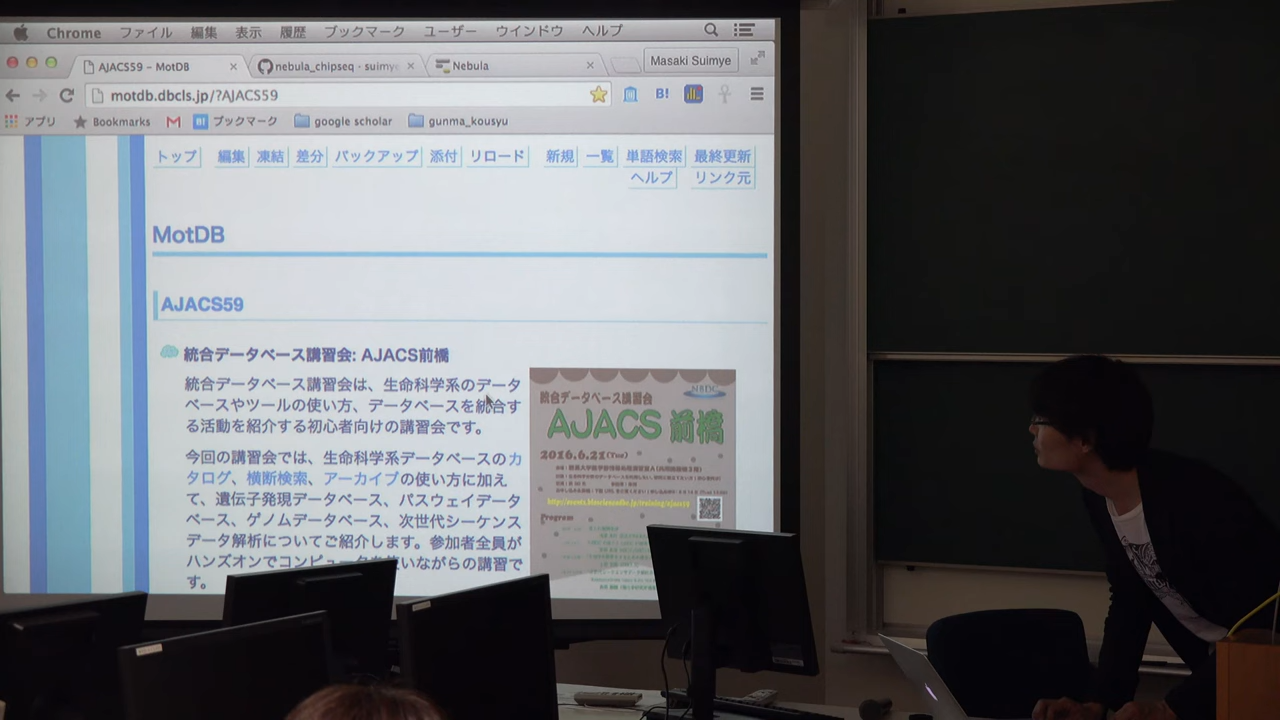 Chrome ファイル 編集 表示 履歴 ブックマーク ユーザー ウインドウ ヘルプ
AJACS59 – MotDB
nebula_chipseq · suimye
Nebula
Masaki Suimye
motdb.dbcls.jp/?AJACS59
B!
アプリ Bookmarks B! ブックマーク google scholar gunma_kousyu
トップ 編集 凍結 差分 バックアップ 添付 リロード 新規 一覧 単語検索 最終更新
ヘルプ リンク元
MotDB
AJACS59
統合データベース講習会: AJACS前橋
統合データベース講習会は、生命科学系のデータ
ベースやツールの使い方、データベースを統合す
る活動を紹介する初心者向けの講習会です。
今回の講習会では、生命科学系データベースのカ
タログ、横断検索、アーカイブの使い方に加え
て、遺伝子発現データベース、パスウェイデータ
ベース、ゲノムデータベース、次世代シーケンス
データ解析についてご紹介します。参加者全員が
ハンズオンでコンピュータを使いながらの講習で
す。
NBDC
統合データベース講習会
AJACS 前橋
2016.6.21(Tue)
Program